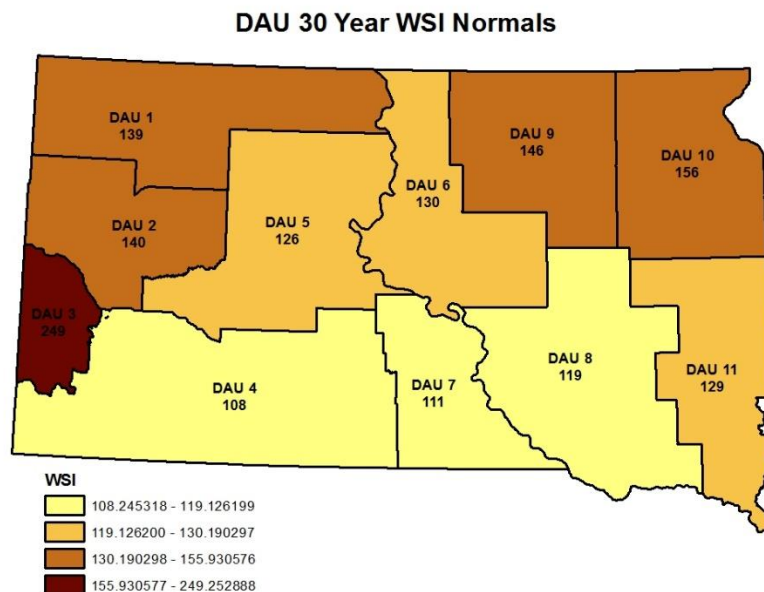 DAU 30 Year WSI Normals
DAU 1
139
DAU 9
146
DAU 10
156
DAU 6
130
DAU 2
140
DAU 5
126
DAU 3
249
DAU 8
119
DAU 11
129
DAU 4
108
DAU 7
111
WSI
108.245318 - 119.126199
119.126200 - 130.190297
130.190298 - 155.930576
155.930577 - 249.252888